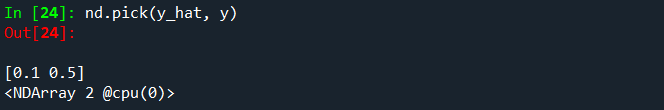 In [24]: nd.pick(y_hat, y)
Out[24]:
[0.1 0.5]
<NDArray 2 @cpu(0)>